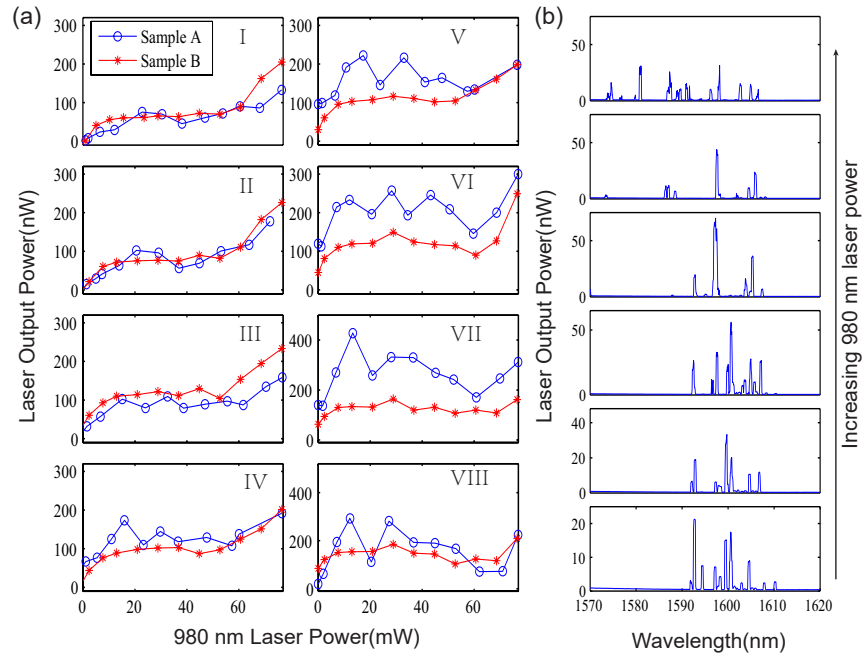 (a)
(b)
Sample A
Sample B
I
300
200
100
0
V
II
300
200
100
0
VI
III
300
200
100
0
VII
400
200
0
IV
300
200
100
0
VIII
400
200
0
0 20 40 60
0 20 40 60
Laser Output Power(nW)
980 nm Laser Power(mW)
50
0
50
0
50
0
50
0
40
20
0
20
10
0
1570 1580 1590 1600 1610 1620
Laser Output Power(nW)
Wavelength(nm)
Increasing 980 nm laser power